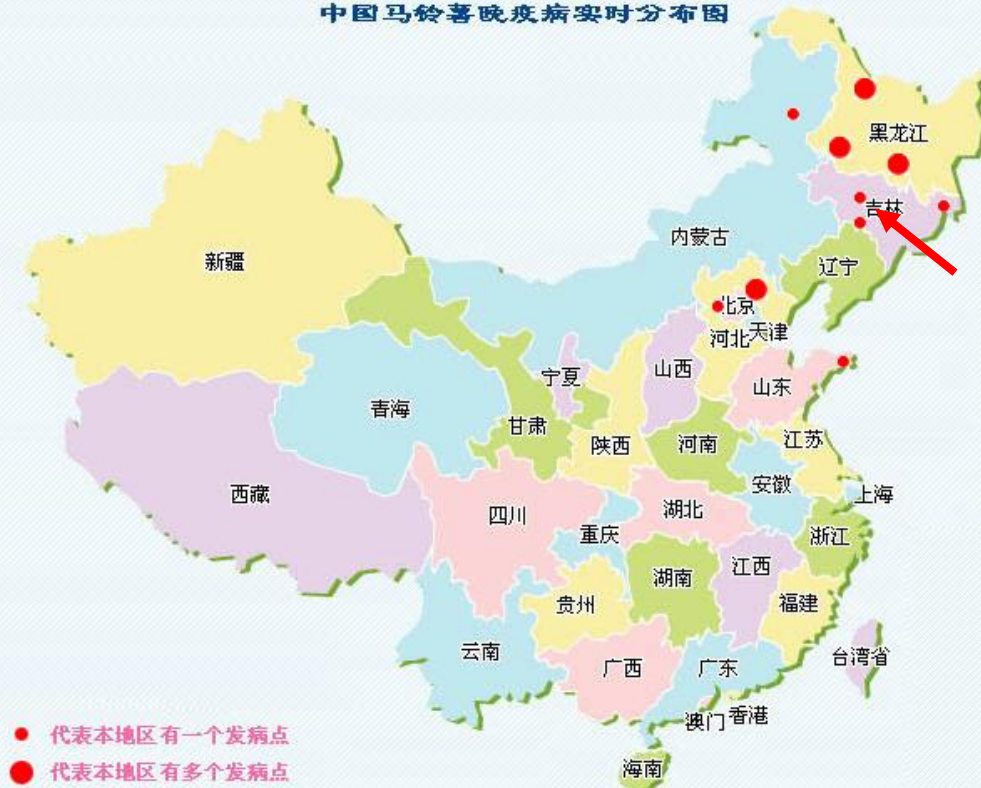 中国马铃薯晚疫病实时分布图
黑龙江
吉林
内蒙古
辽宁
新疆
北京
天津
河北
山西
宁夏
山东
青海
甘肃
陕西
河南
江苏
西藏
安徽
上海
四川
湖北
重庆
浙江
江西
湖南
贵州
福建
云南
广西
广东
台湾省
澳门
香港
海南
代表本地区有一个发病点
代表本地区有多个发病点